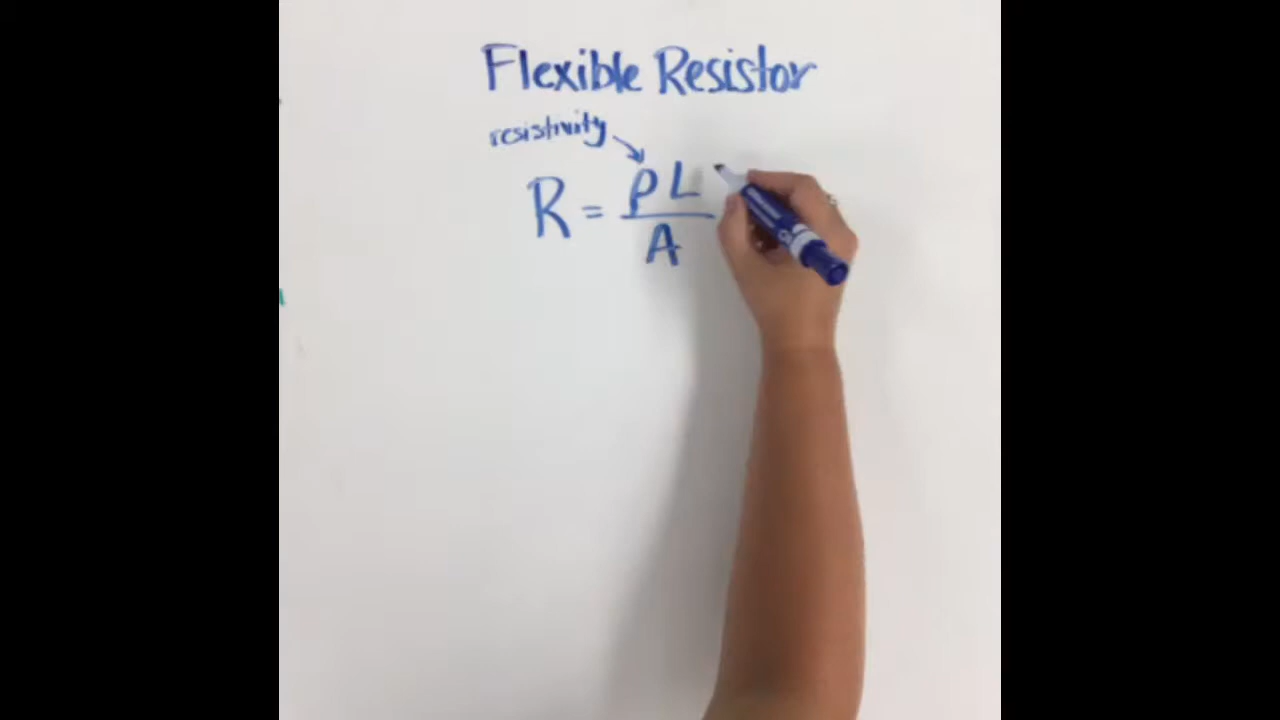 Flexible Resistor
resistivity
R = ρL
A